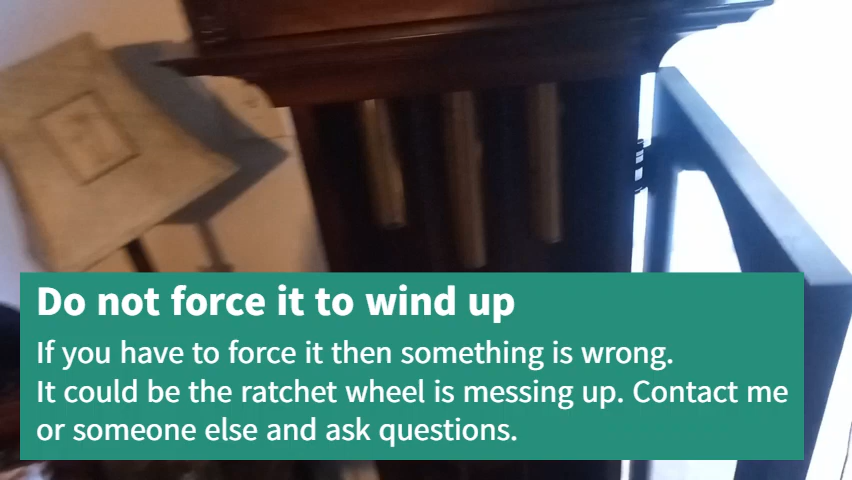 Do not force it to wind up
If you have to force it then something is wrong.
It could be the ratchet wheel is messing up. Contact me
or someone else and ask questions.